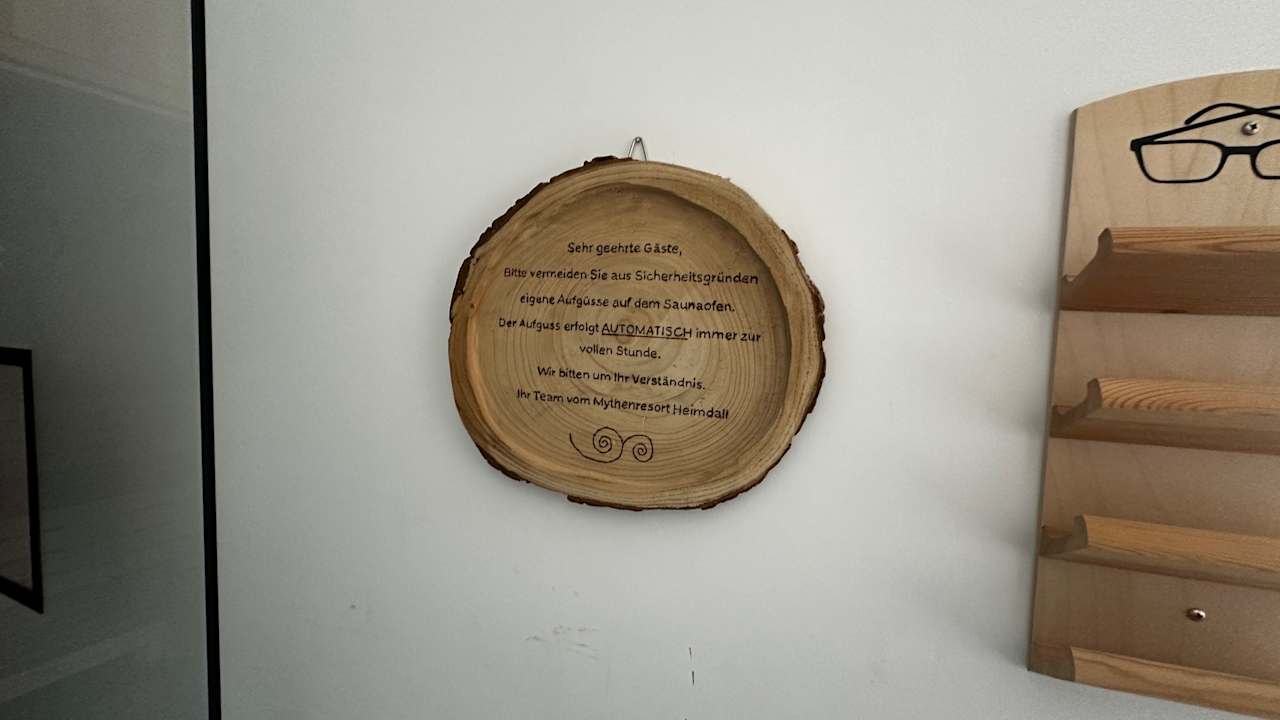 Sehr geehrte Gäste,
Bitte vermeiden Sie aus Sicherheitsgründen
eigene Aufgüsse auf dem Saunaofen.
Der Aufguss erfolgt AUTOMATISCH immer zur
vollen Stunde.
Wir bitten um Ihr Verständnis.
Ihr Team vom Mythenresort Heimdall